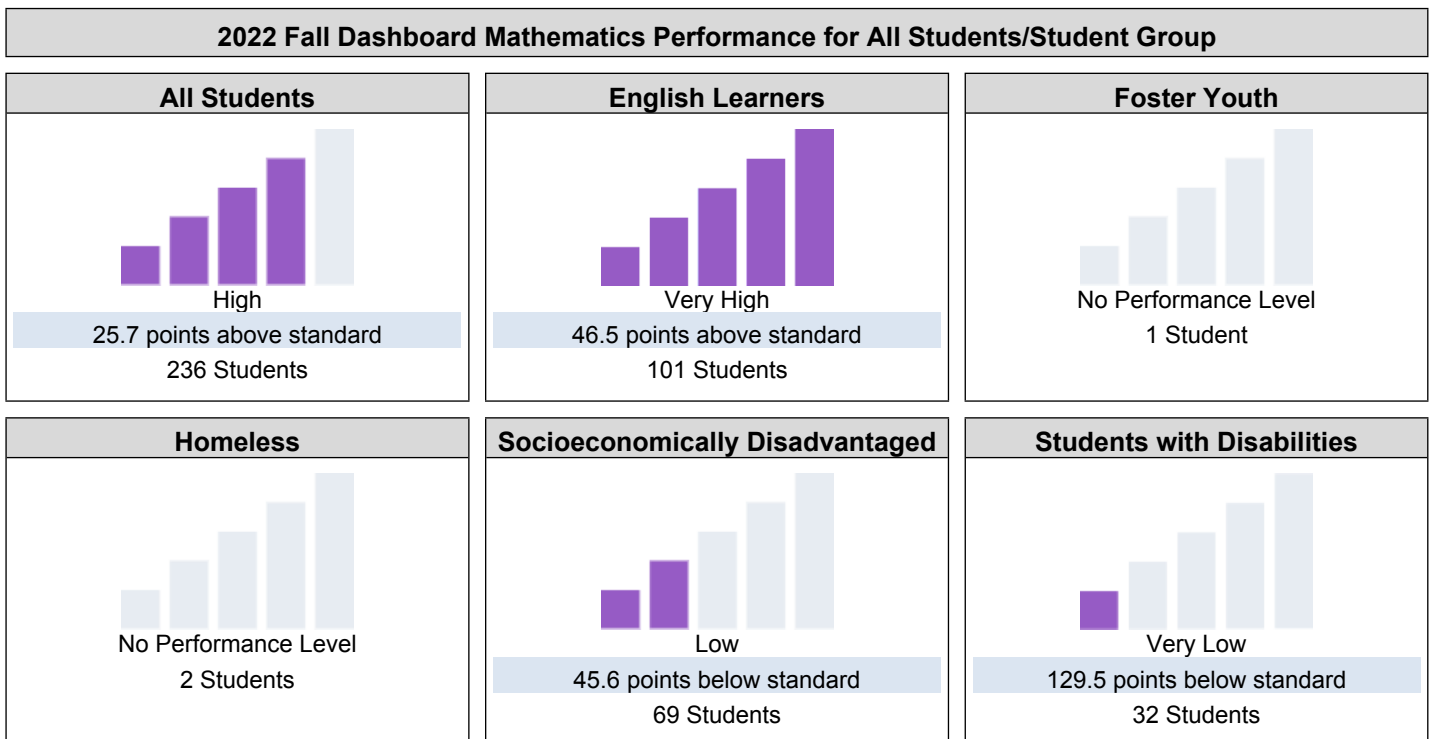 2022 Fall Dashboard Mathematics Performance for All Students/Student Group
All Students
High
25.7 points above standard
236 Students
English Learners
Very High
46.5 points above standard
101 Students
Foster Youth
No Performance Level
1 Student
Homeless
No Performance Level
2 Students
Socioeconomically Disadvantaged
Low
45.6 points below standard
69 Students
Students with Disabilities
Very Low
129.5 points below standard
32 Students